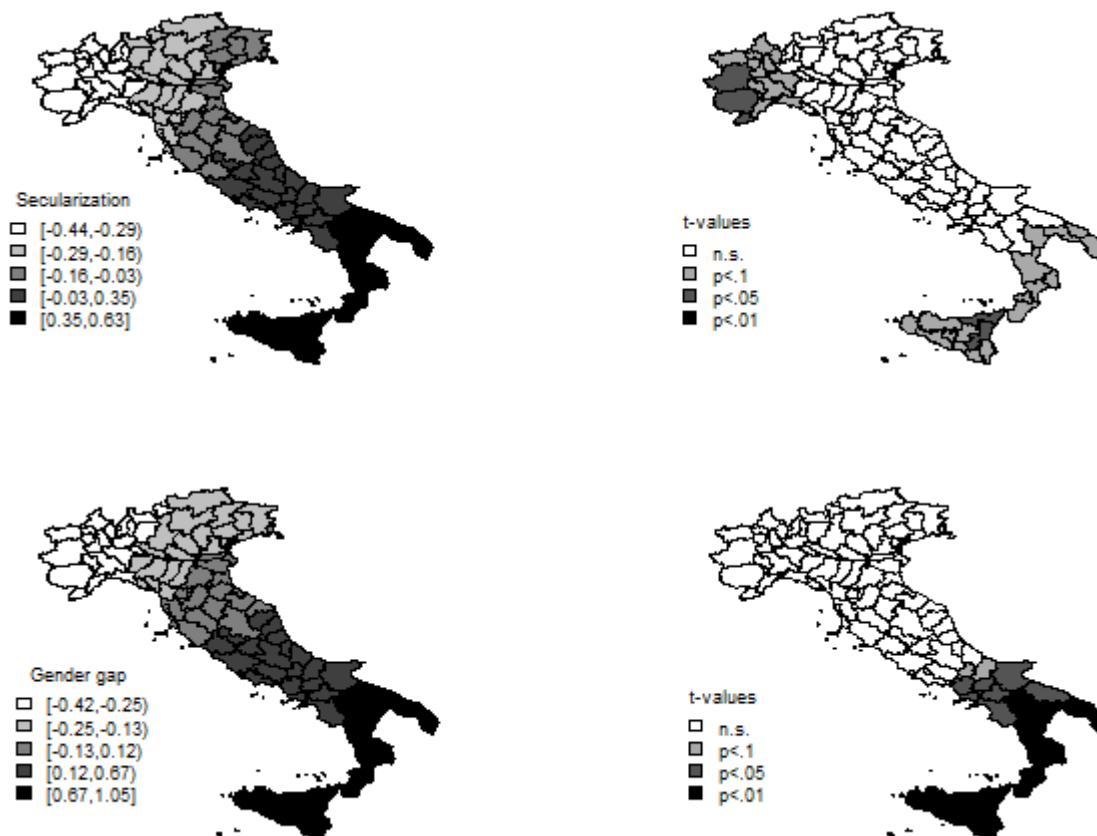 Secularization
[-0.44,-0.29)
[-0.29,-0.16)
[-0.16,-0.03)
[-0.03,0.35)
[0.35,0.63]
t-values
n.s.
p<.1
p<.05
p<.01
Gender gap
[-0.42,-0.25)
[-0.25,-0.13)
[-0.13,0.12)
[0.12,0.67)
[0.67,1.05]
t-values
n.s.
p<.1
p<.05
p<.01